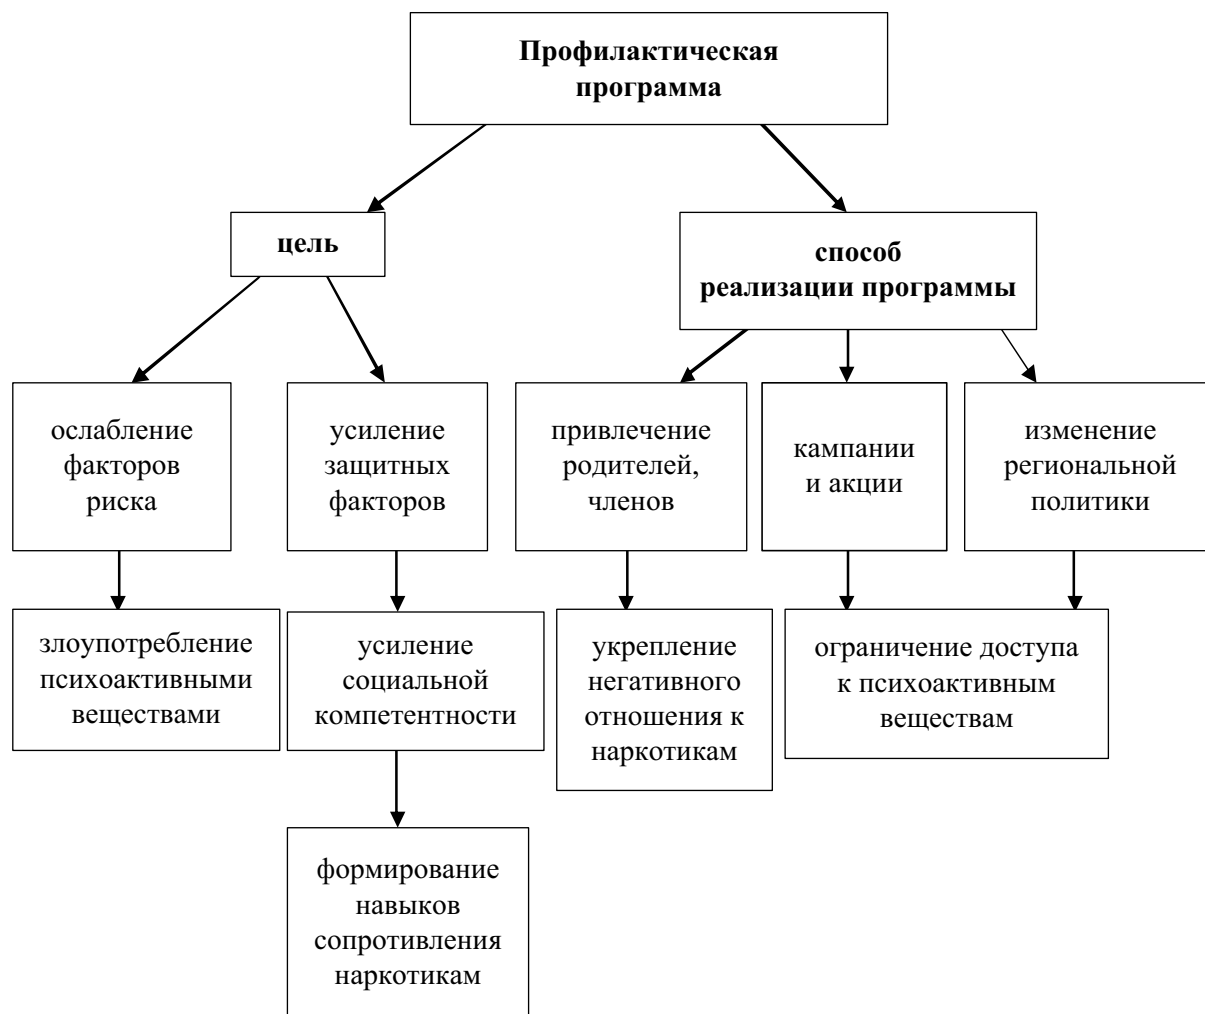 Профилактическая
программа
цель
способ
реализации программы
ослабление
факторов
риска
усиление
защитных
факторов
привлечение
родителей,
членов
кампании
и акции
изменение
региональной
политики
злоупотребление
психоактивными
веществами
усиление
социальной
компетентности
укрепление
негативного
отношения к
наркотикам
ограничение доступа
к психоактивным
веществам
формирование
навыков
сопротивления
наркотикам